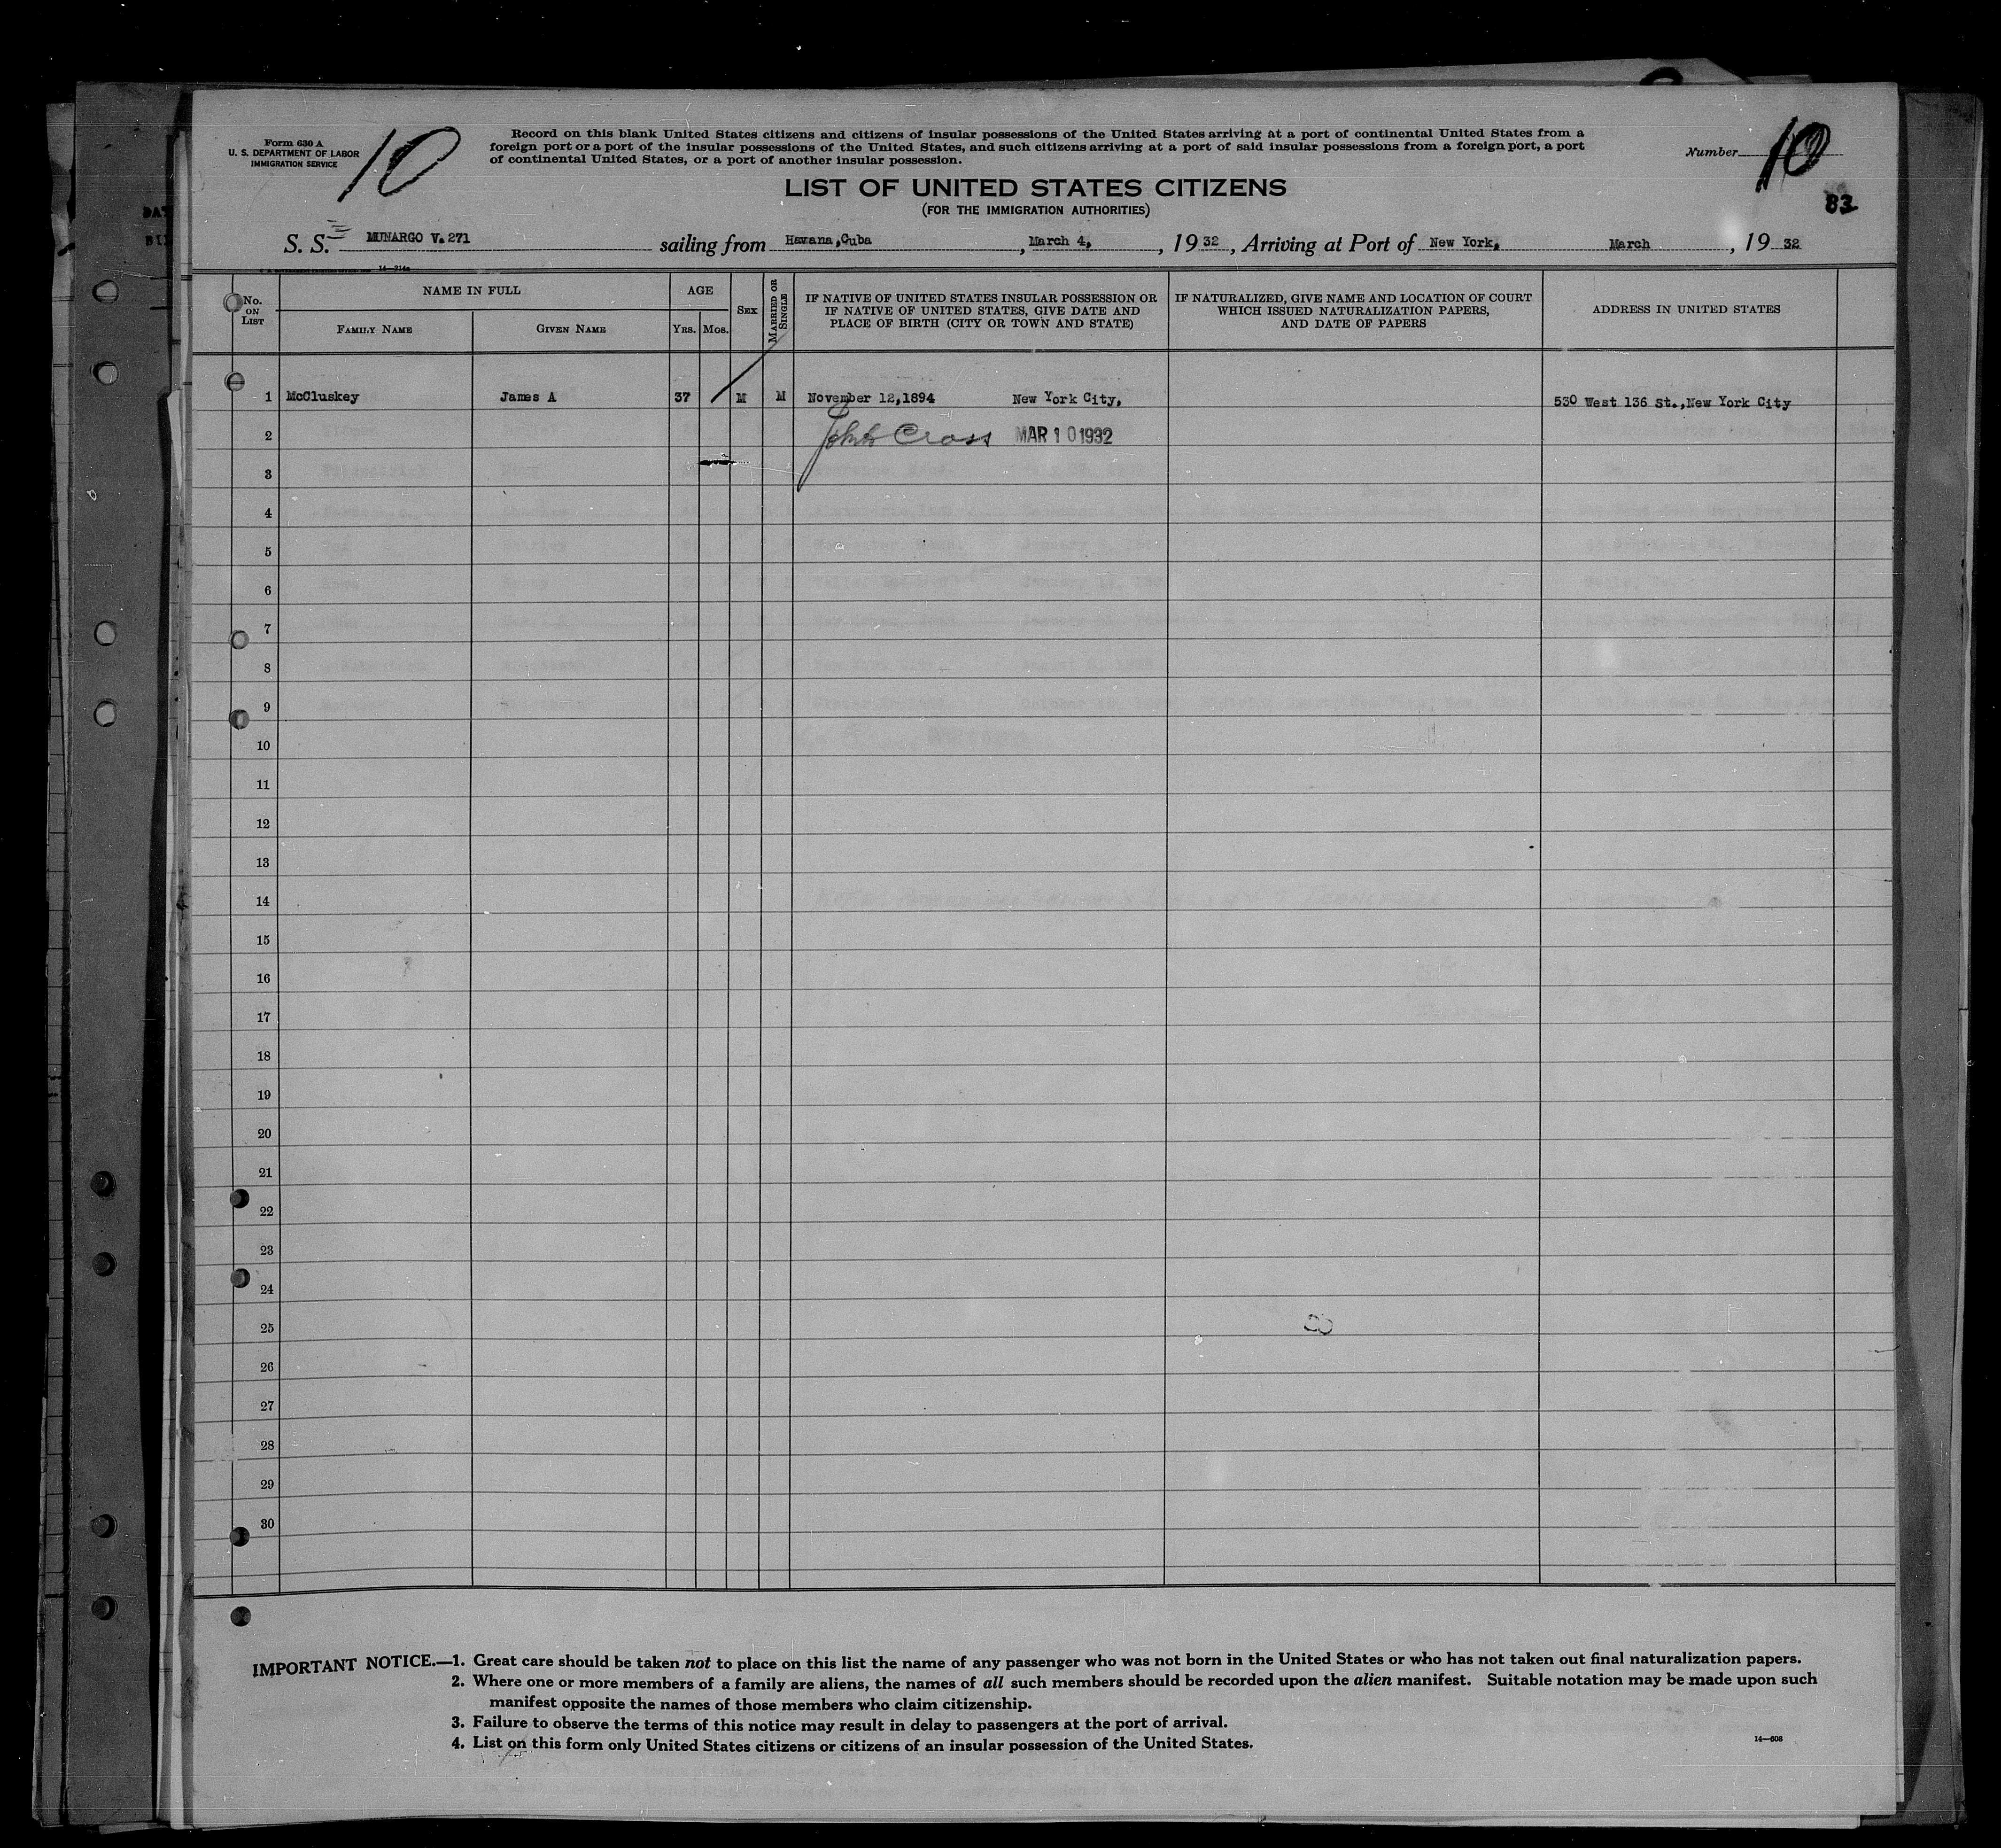 Form 630 A
U. S. DEPARTMENT OF LABOR
IMMIGRATION SERVICE
10
Record on this blank United States citizens and citizens of insular possessions of the United States arriving at a port of continental United States from a
foreign port or a port of the insular possessions of the United States, and such citizens arriving at a port of said insular possessions from a foreign port, a port
of continental United States, or a port of another insular possession.
Number 10
83
LIST OF UNITED STATES CITIZENS
(FOR THE IMMIGRATION AUTHORITIES)
S. S. MUNARGO V. 271 sailing from Havana,Cuba , March 4, , 19 32 , Arriving at Port of New York, March , 19 32
No. ON LIST
NAME IN FULL
FAMILY NAME
GIVEN NAME
AGE
YRS.
MOS.
SEX
MARRIED OR SINGLE
IF NATIVE OF UNITED STATES INSULAR POSSESSION OR
IF NATIVE OF UNITED STATES, GIVE DATE AND
PLACE OF BIRTH (CITY OR TOWN AND STATE)
IF NATURALIZED, GIVE NAME AND LOCATION OF COURT
WHICH ISSUED NATURALIZATION PAPERS,
AND DATE OF PAPERS
ADDRESS IN UNITED STATES
1 McCluskey James A 37 M M November 12,1894 New York City, 530 West 136 St.,New York City
2 John Cross MAR 10 1932
3
4
5
6
7
8
9
10
11
12
13
14
15
16
17
18
19
20
21
22
23
24
25
26
27
28
29
30
IMPORTANT NOTICE.—1. Great care should be taken not to place on this list the name of any passenger who was not born in the United States or who has not taken out final naturalization papers.
2. Where one or more members of a family are aliens, the names of all such members should be recorded upon the alien manifest. Suitable notation may be made upon such
manifest opposite the names of those members who claim citizenship.
3. Failure to observe the terms of this notice may result in delay to passengers at the port of arrival.
4. List on this form only United States citizens or citizens of an insular possession of the United States.
14—608